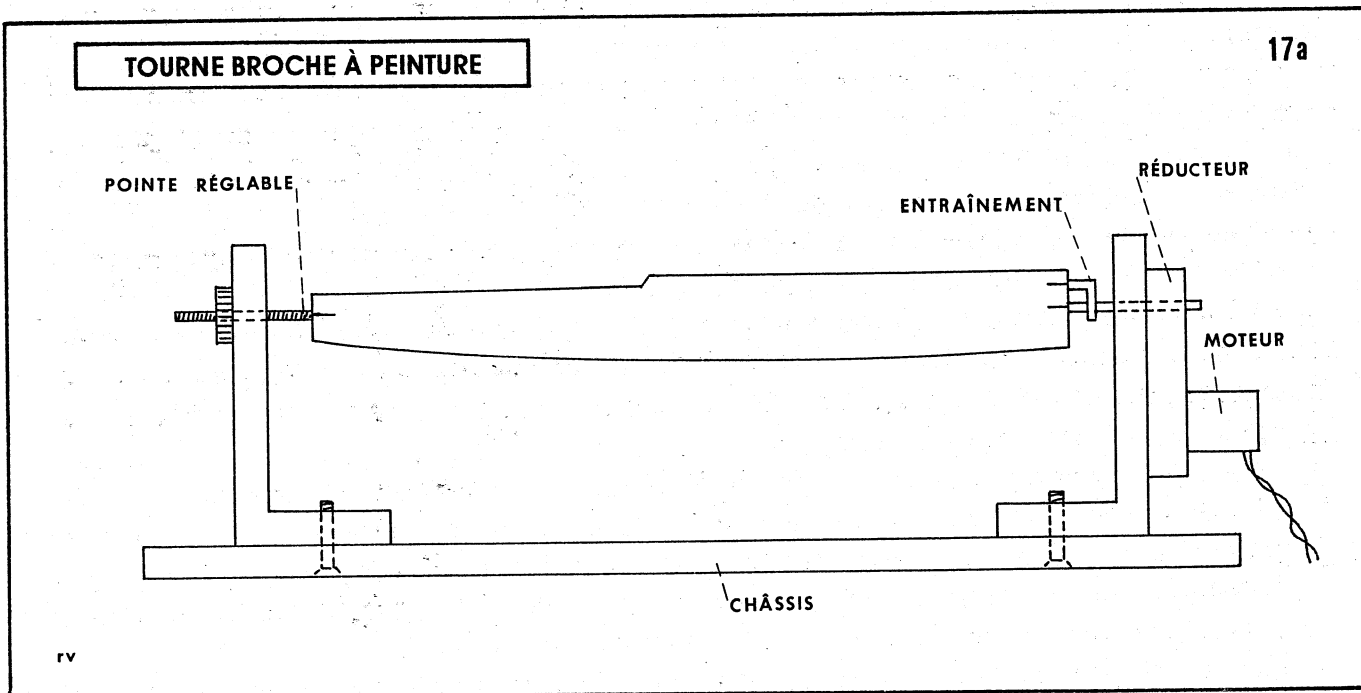 TOURNE BROCHE À PEINTURE
17a
POINTE RÉGLABLE
RÉDUCTEUR
ENTRAÎNEMENT
MOTEUR
CHÂSSIS
rv